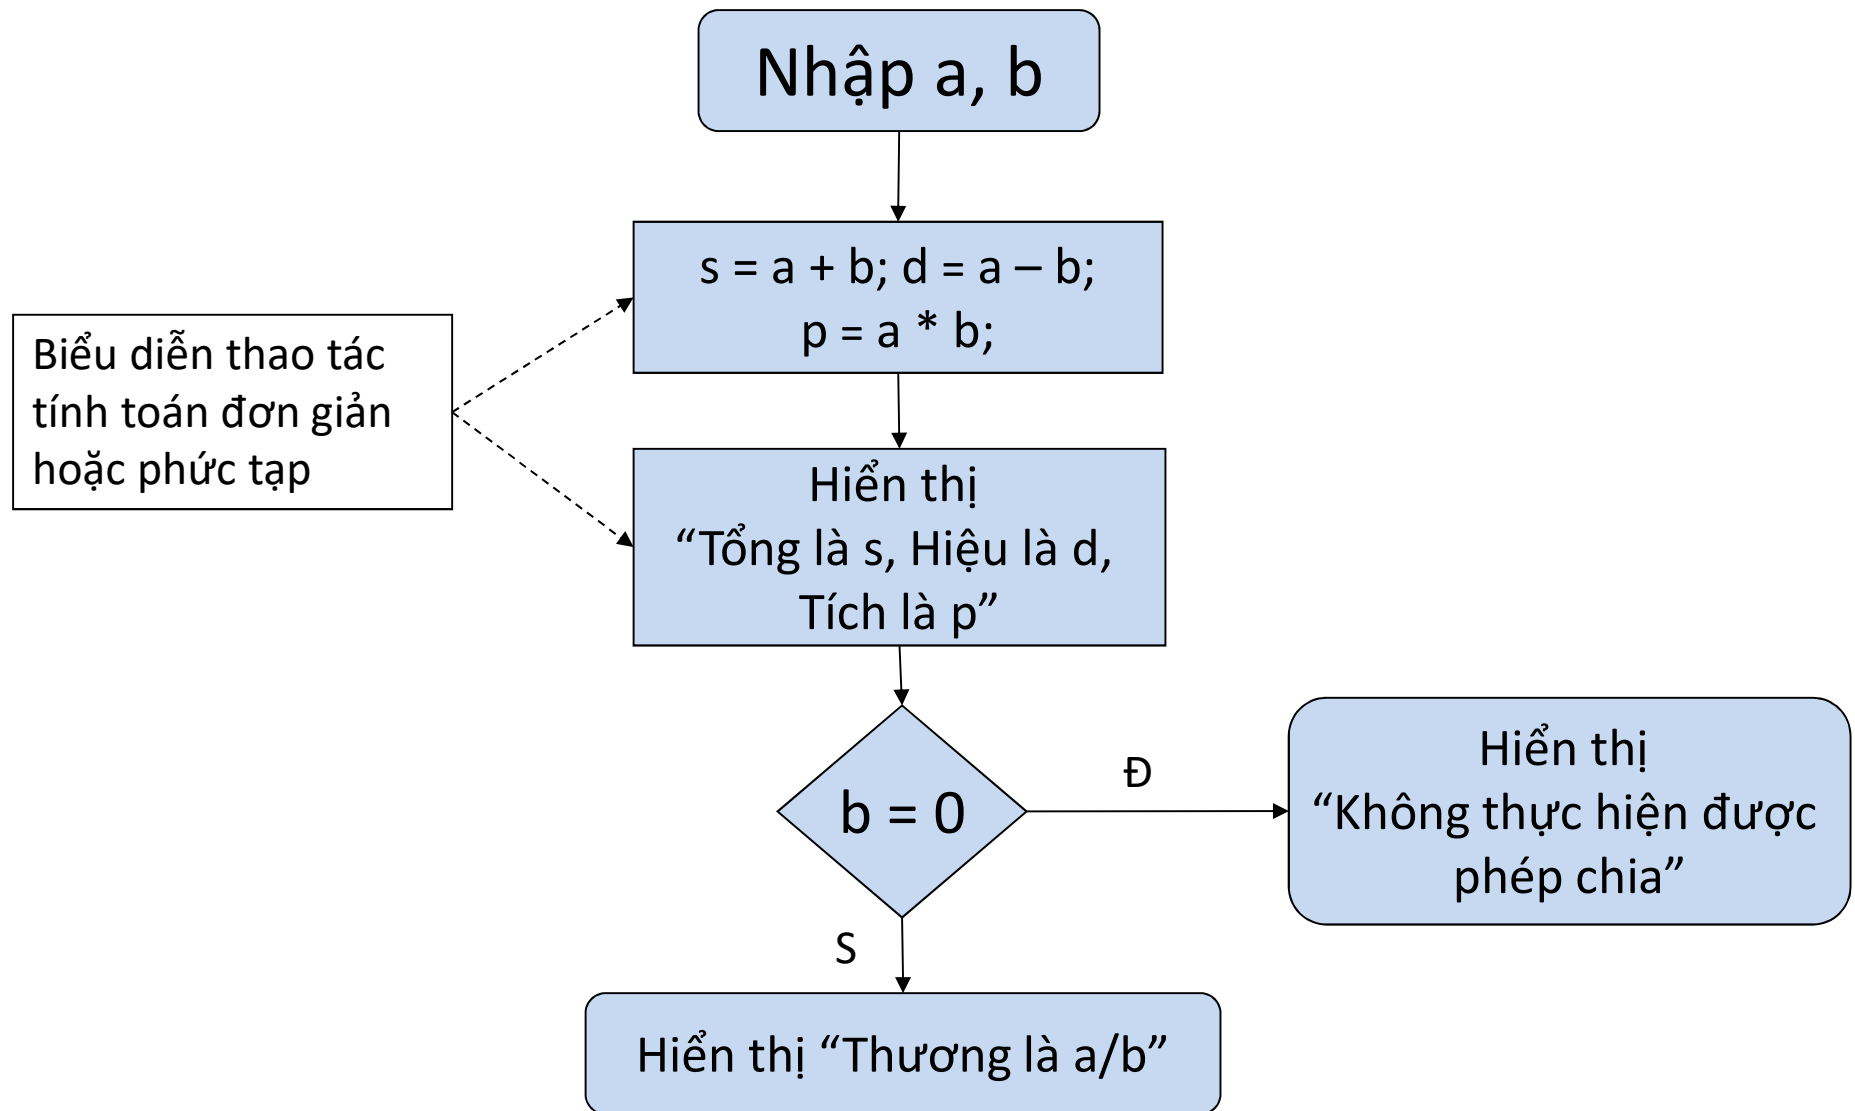 Nhập a, b
s = a + b; d = a – b;
p = a * b;
Biểu diễn thao tác
tính toán đơn giản
hoặc phức tạp
Hiển thị
“Tổng là s, Hiệu là d,
Tích là p”
b = 0
Đ
Hiển thị
“Không thực hiện được
phép chia”
S
Hiển thị “Thương là a/b”